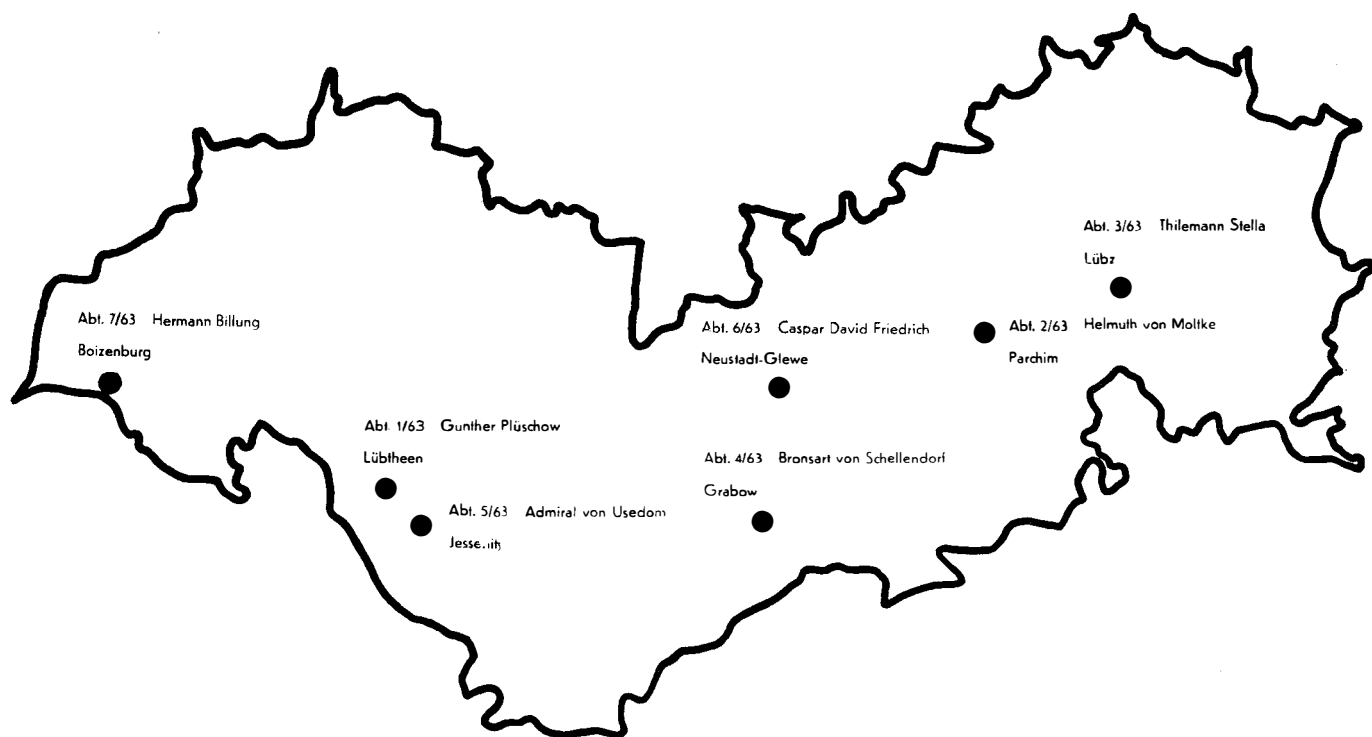 Abt. 3/63 Thilemann Stella
Lübz
Abt. 7/63 Hermann Billung
Boizenburg
Abt. 6/63 Caspar David Friedrich
Neustadt-Glewe
Abt. 2/63 Helmuth von Moltke
Parchim
Abt. 1/63 Gunther Plüschow
Lübtheen
Abt. 4/63 Bronsart von Schellendorf
Grabow
Abt. 5/63 Admiral von Usedom